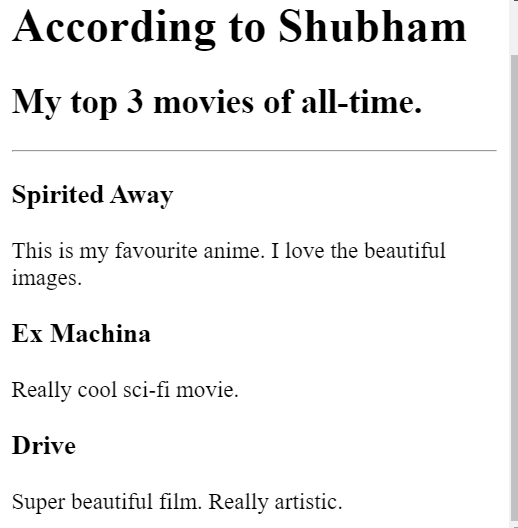 According to Shubham
My top 3 movies of all-time.
Spirited Away
This is my favourite anime. I love the beautiful
images.
Ex Machina
Really cool sci-fi movie.
Drive
Super beautiful film. Really artistic.